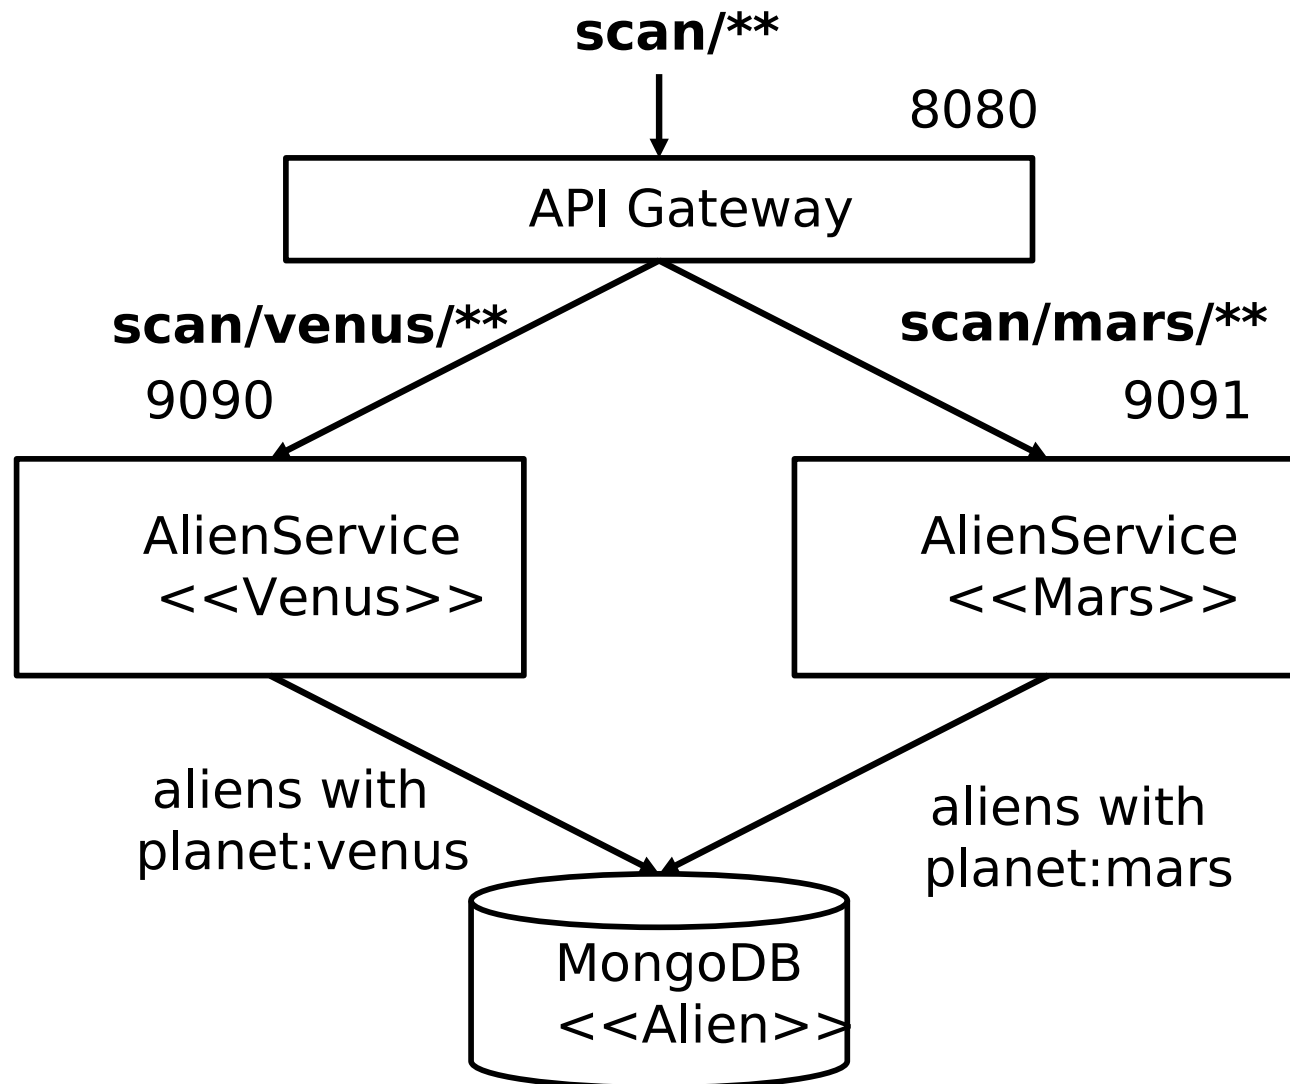 scan/**
8080
API Gateway
scan/venus/**
scan/mars/**
9090
9091
AlienService
<<Venus>>
AlienService
<<Mars>>
aliens with
planet:venus
aliens with
planet:mars
MongoDB
<<Alien>>